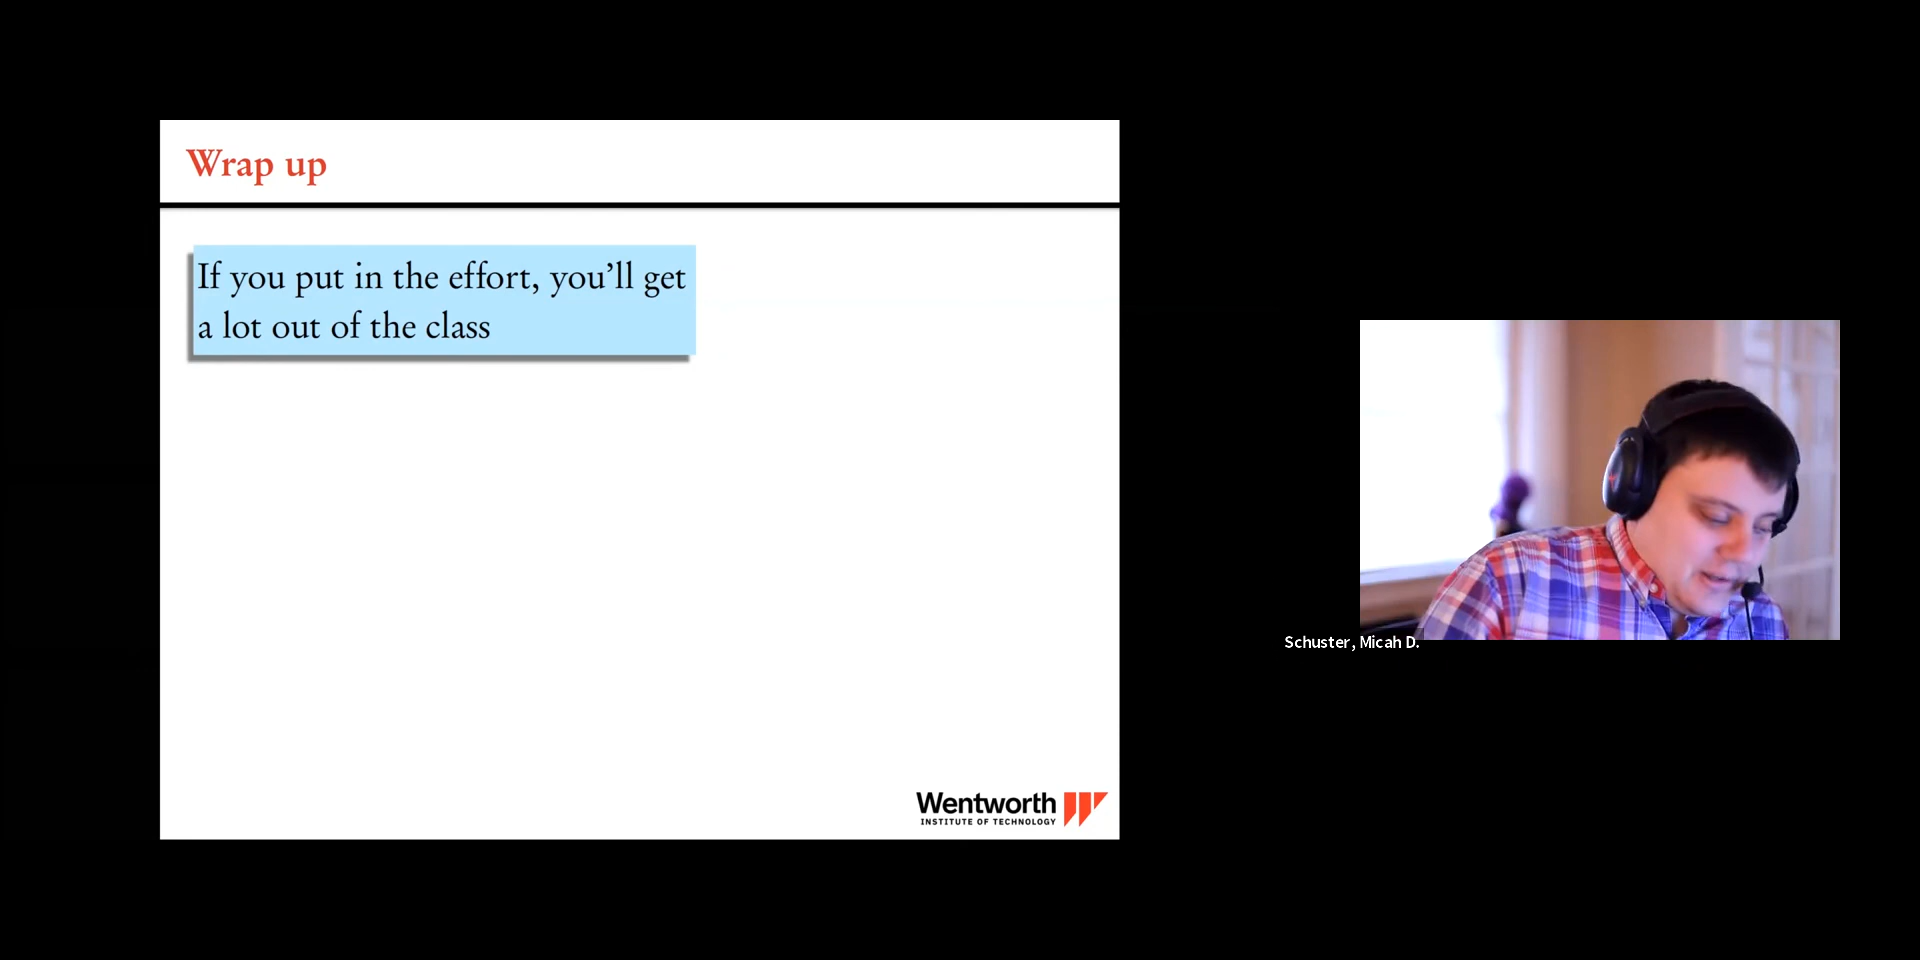 Wrap up
If you put in the effort, you’ll get
a lot out of the class
Schuster, Micah D.
Wentworth
INSTITUTE OF TECHNOLOGY